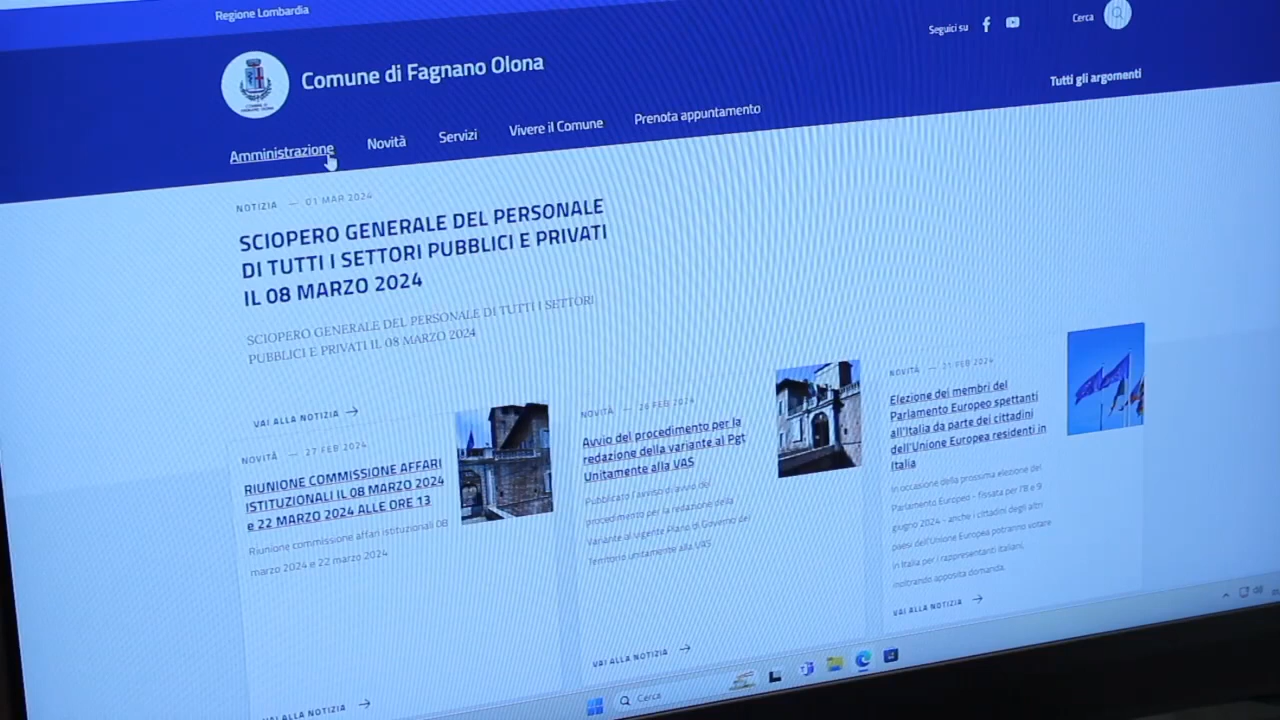 Regione Lombardia
Seguici su
Cerca
Comune di Fagnano Olona
Tutti gli argomenti
Amministrazione
Novità
Servizi
Vivere il Comune
Prenota appuntamento
NOTIZIA — 01 MAR 2024
SCIOPERO GENERALE DEL PERSONALE
DI TUTTI I SETTORI PUBBLICI E PRIVATI
IL 08 MARZO 2024
SCIOPERO GENERALE DEL PERSONALE DI TUTTI I SETTORI
PUBBLICI E PRIVATI IL 08 MARZO 2024
VAI ALLA NOTIZIA
NOVITÀ — 27 FEB 2024
RIUNIONE COMMISSIONE AFFARI
ISTITUZIONALI IL 08 MARZO 2024
e 22 MARZO 2024 ALLE ORE 13
Riunione commissione affari istituzionali 08
marzo 2024 e 22 marzo 2024
VAI ALLA NOTIZIA
NOVITÀ — 26 FEB 2024
Avvio del procedimento per la
redazione della variante al Pgt
Unitamente alla VAS
Pubblicato l'avviso di avvio del
procedimento per la redazione della
Variante al vigente Piano di Governo del
Territorio unitamente alla VAS
VAI ALLA NOTIZIA
NOVITÀ — FEB 2024
Elezione dei membri del
Parlamento Europeo spettanti
all'Italia da parte dei cittadini
dell'Unione Europea residenti in
Italia
In occasione della prossima elezione del
Parlamento Europeo - fissata per l'8 e 9
giugno 2024 - anche i cittadini degli altri
paesi dell'Unione Europea potranno votare
in Italia per i rappresentanti italiani,
inoltrando apposita domanda.
VAI ALLA NOTIZIA
Cerca